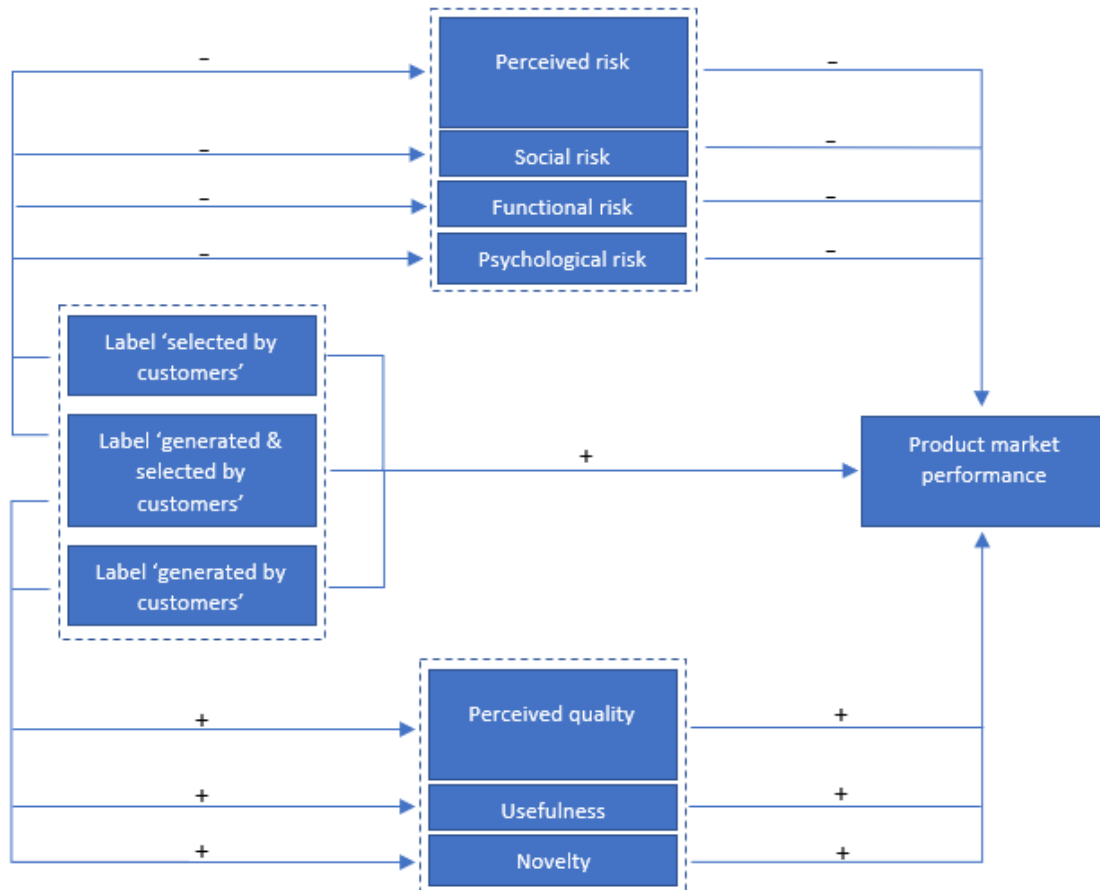 Perceived risk
-
-
Social risk
-
-
Functional risk
-
-
Psychological risk
-
-
Label ‘selected by
customers’
Label ‘generated &
selected by
customers’
+
Product market
performance
Label ‘generated by
customers’
Perceived quality
+
+
Usefulness
+
+
Novelty
+
+